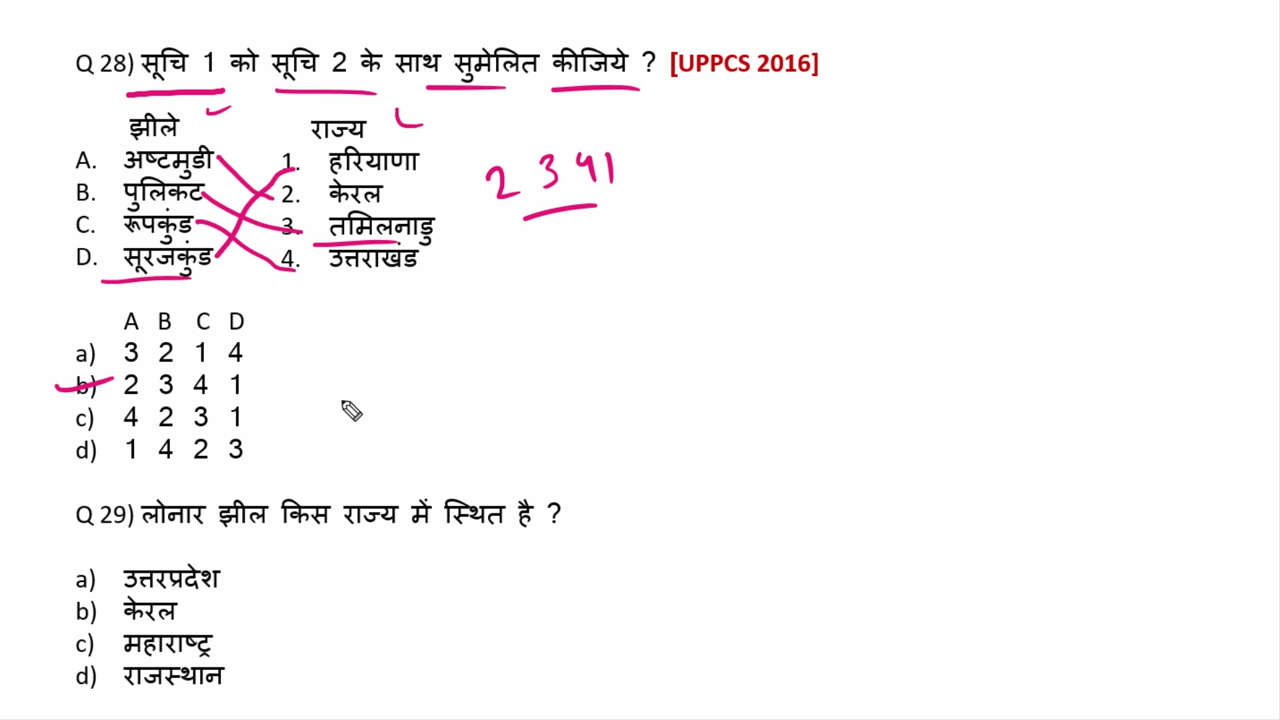 Q 28) सूचि 1 को सूचि 2 के साथ सुमेलित कीजिये ? [UPPCS 2016]
झीले राज्य
A. अष्टमुडी 1. हरियाणा
B. पुलिकट 2. केरल
C. रूपकुंड 3. तमिलनाडु
D. सूरजकुंड 4. उत्तराखंड
2 3 4 1
A B C D
a) 3 2 1 4
b) 2 3 4 1
c) 4 2 3 1
d) 1 4 2 3
Q 29) लोनार झील किस राज्य में स्थित है ?
a) उत्तरप्रदेश
b) केरल
c) महाराष्ट्र
d) राजस्थान